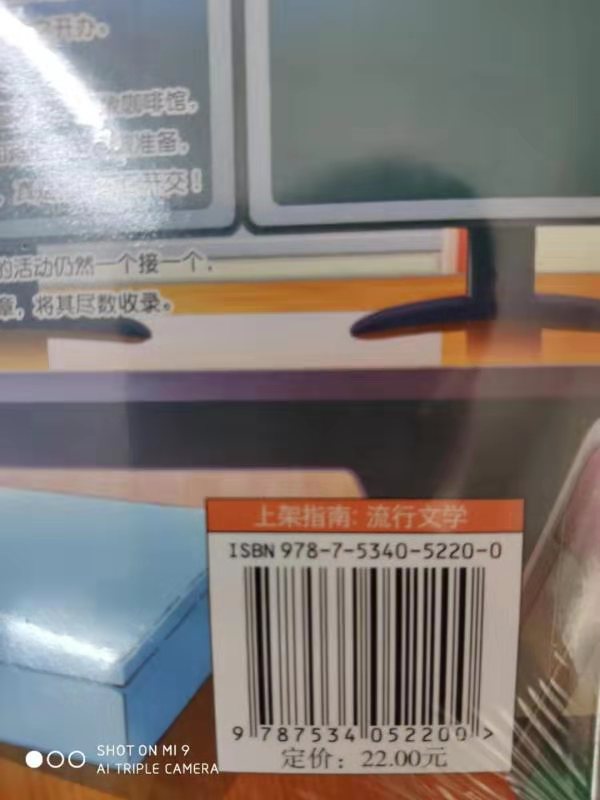 开办。
咖啡馆，
准备，
开交！
的活动仍然一个接一个，
章，将其尽数收录。
上架指南：流行文学
ISBN 978-7-5340-5220-0
9 787534 052200 >
定价：22.00元
SHOT ON MI 9
AI TRIPLE CAMERA